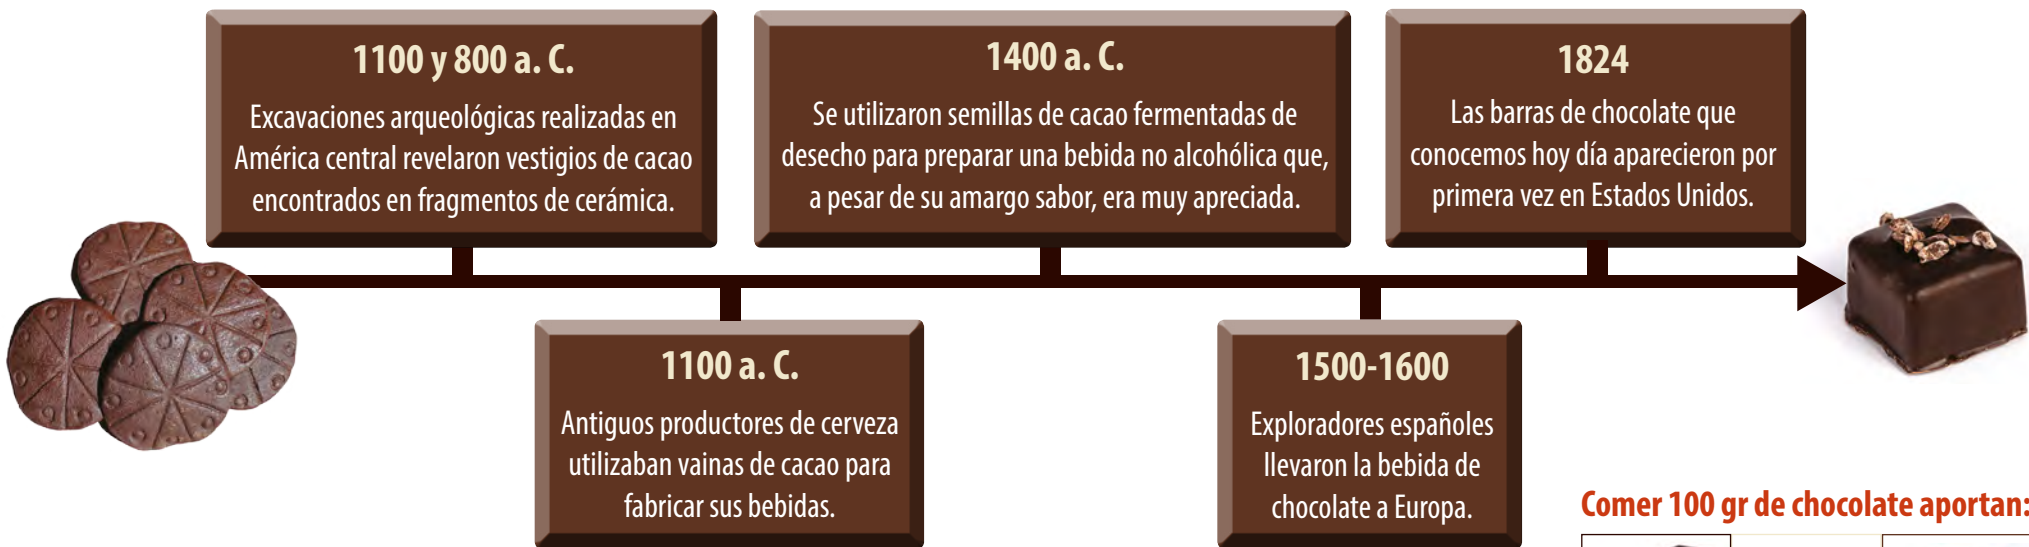 1100 y 800 a. C.
Excavaciones arqueológicas realizadas en
América central revelaron vestigios de cacao
encontrados en fragmentos de cerámica.
1100 a. C.
Antiguos productores de cerveza
utilizaban vainas de cacao para
fabricar sus bebidas.
1400 a. C.
Se utilizaron semillas de cacao fermentadas de
desecho para preparar una bebida no alcohólica que,
a pesar de su amargo sabor, era muy apreciada.
1500-1600
Exploradores españoles
llevaron la bebida de
chocolate a Europa.
1824
Las barras de chocolate que
conocemos hoy día aparecieron por
primera vez en Estados Unidos.
Comer 100 gr de chocolate aportan: